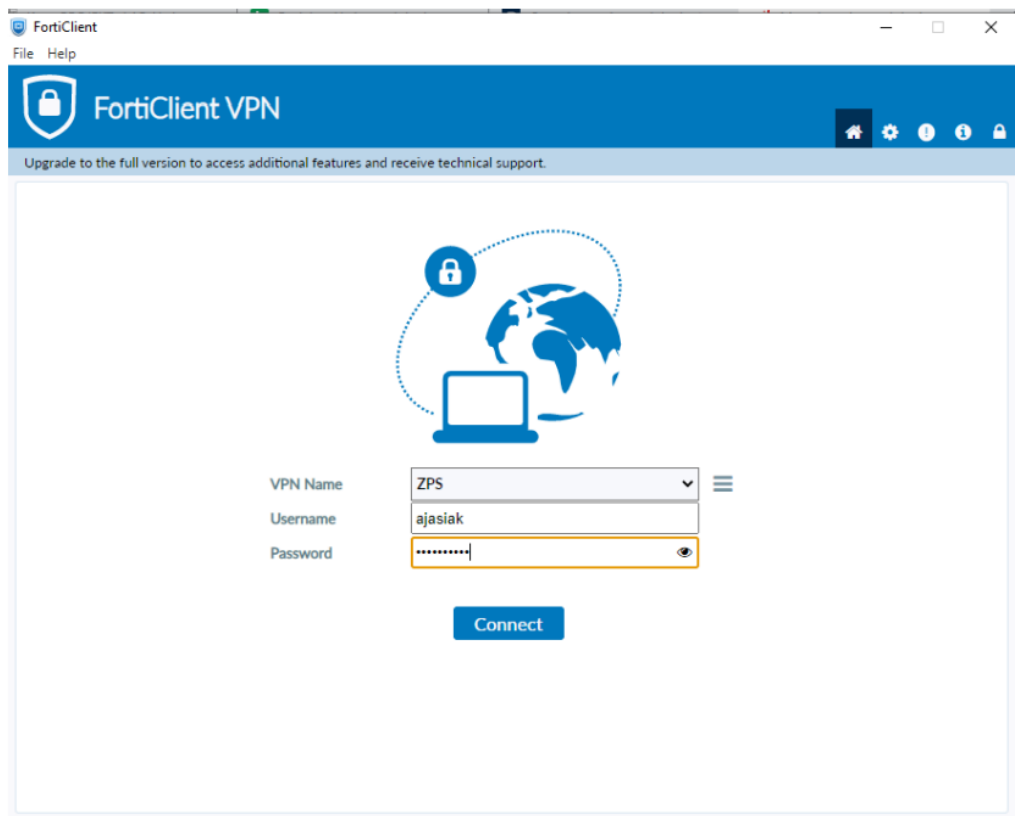 FortiClient
File Help
FortiClient VPN
Upgrade to the full version to access additional features and receive technical support.
VPN Name ZPS
Username ajasiak
Password ••••••••••
Connect